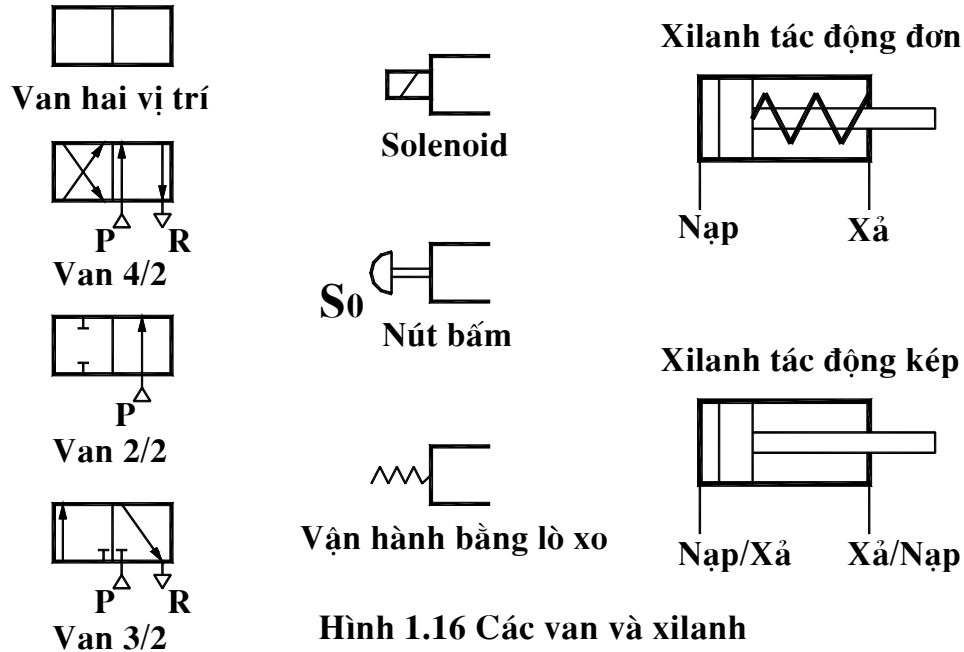 Van hai vị trí
P R
Van 4/2
P
Van 2/2
P R
Van 3/2
Solenoid
S0
Nút bấm
Vận hành bằng lò xo
Xilanh tác động đơn
Nạp Xả
Xilanh tác động kép
Nạp/Xả Xả/Nạp
Hình 1.16 Các van và xilanh